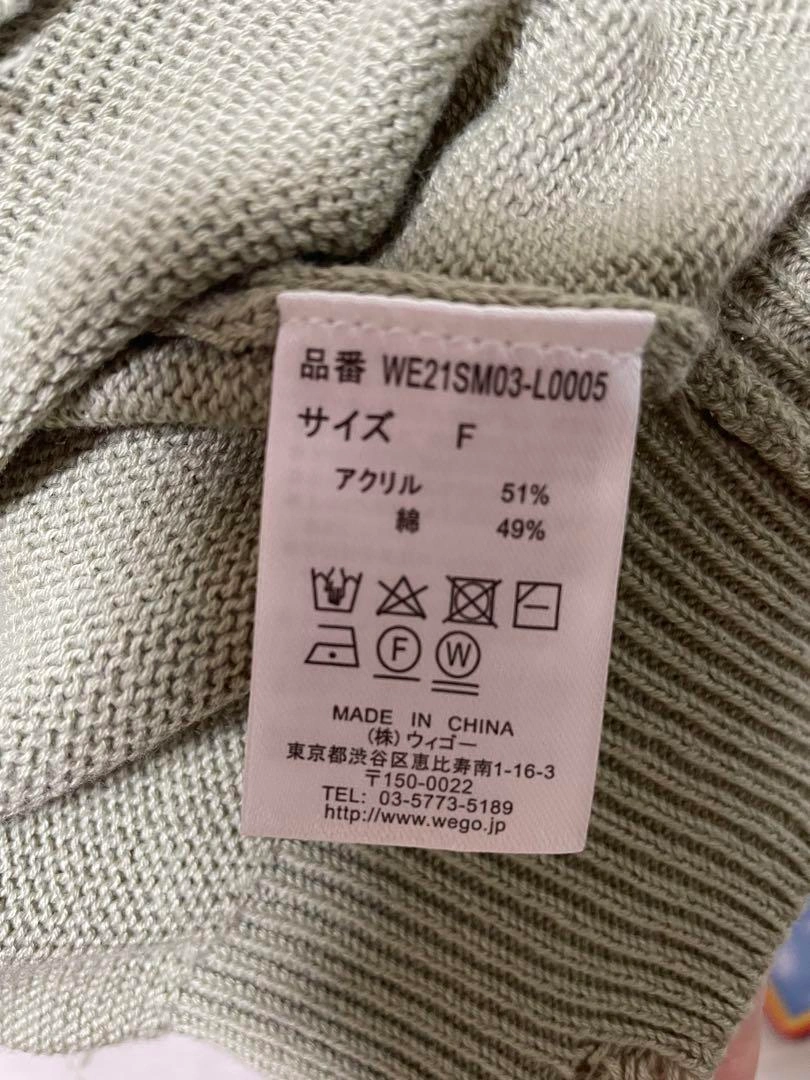 品番 WE21SM03-L0005
サイズ F
アクリル 51%
綿 49%
F W
MADE IN CHINA
(株)ウィゴー
東京都渋谷区恵比寿南1-16-3
〒150-0022
TEL: 03-5773-5189
http://www.wego.jp